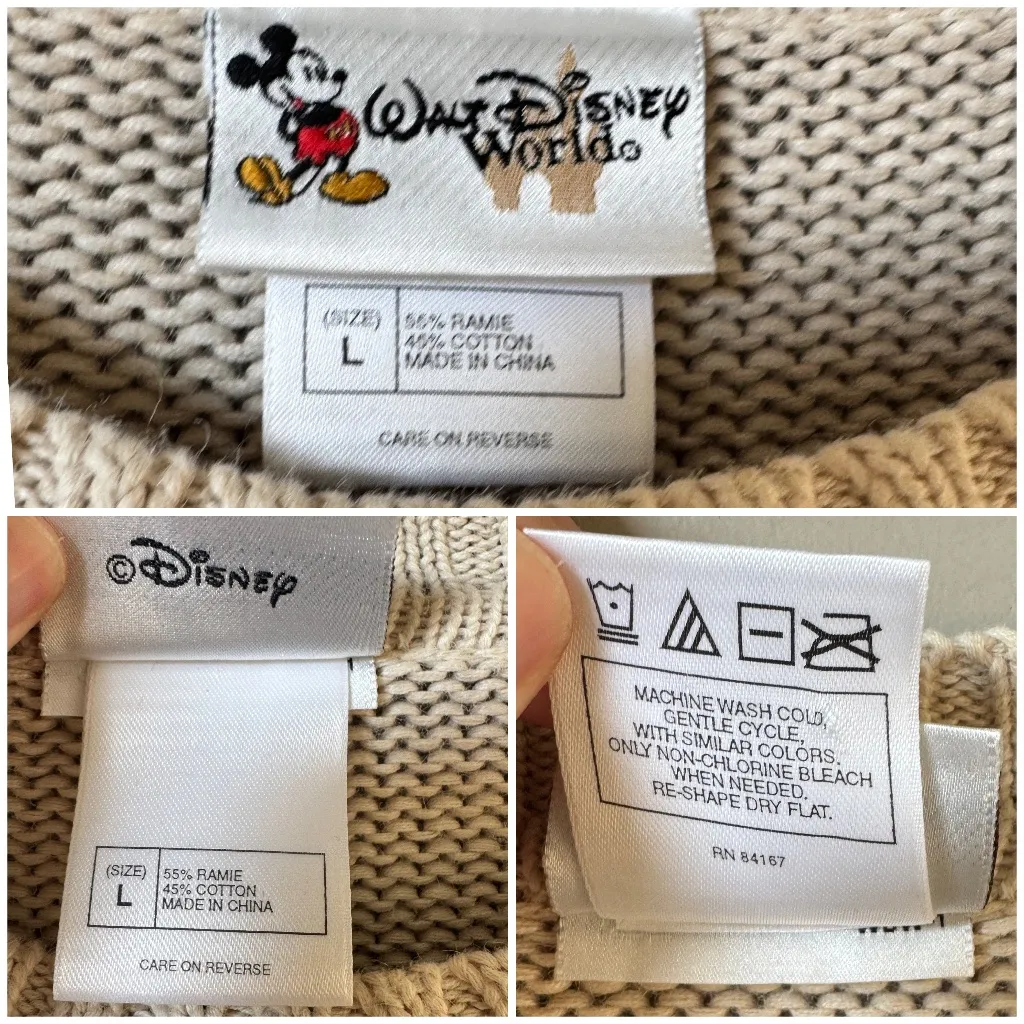 Walt Disney
World®
(SIZE)
L
55% RAMIE
45% COTTON
MADE IN CHINA
CARE ON REVERSE
©Disney
(SIZE)
L
55% RAMIE
45% COTTON
MADE IN CHINA
CARE ON REVERSE
MACHINE WASH COLD,
GENTLE CYCLE,
WITH SIMILAR COLORS.
ONLY NON-CHLORINE BLEACH
WHEN NEEDED.
RE-SHAPE DRY FLAT.
RN 84167